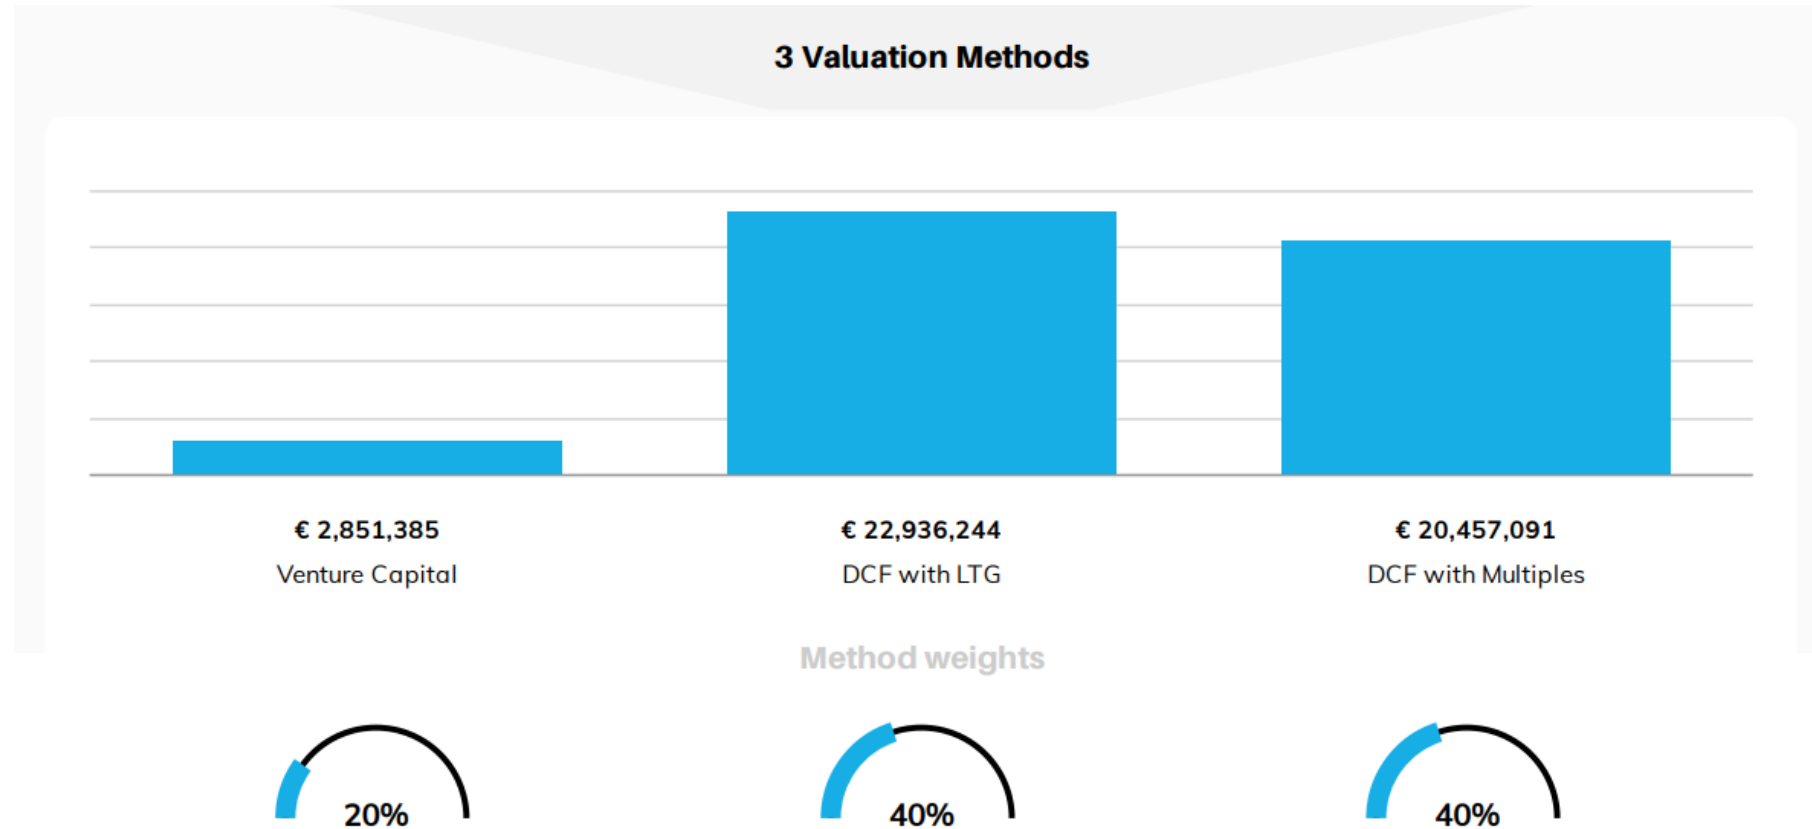 3 Valuation Methods
€ 2,851,385
Venture Capital
€ 22,936,244
DCF with LTG
€ 20,457,091
DCF with Multiples
Method weights
20%
40%
40%